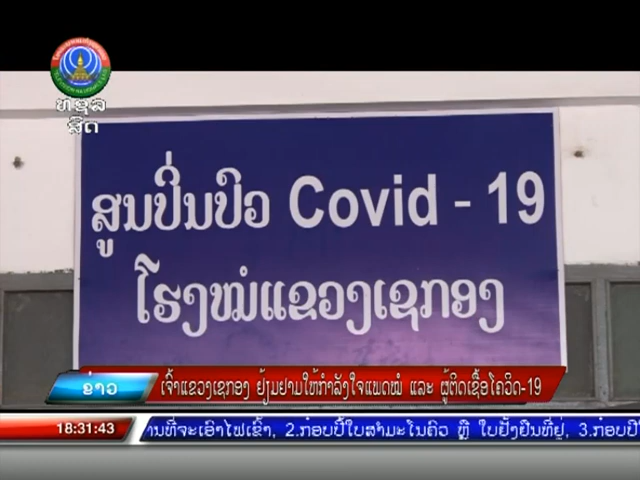 ທຊລ
ສົດ
ສູນປິ່ນປົວ Covid - 19
ໂຮງໝໍແຂວງເຊກອງ
ຂ່າວ
ເຈົ້າແຂວງເຊກອງ ຢ້ຽມຢາມໃຫ້ກຳລັງໃຈແພດໝໍ ແລະ ຜູ້ຕິດເຊື້ອໂຄວິດ-19
18:31:43
ານທີ່ຈະເອົາໄຟເຂົ້າ, 2.ກ໋ອບປີ້ໃບສຳມະໂນຄົວ ຫຼື ໃບຢັ້ງຢືນທີ່ຢູ່, 3.ກ໋ອບປີ້